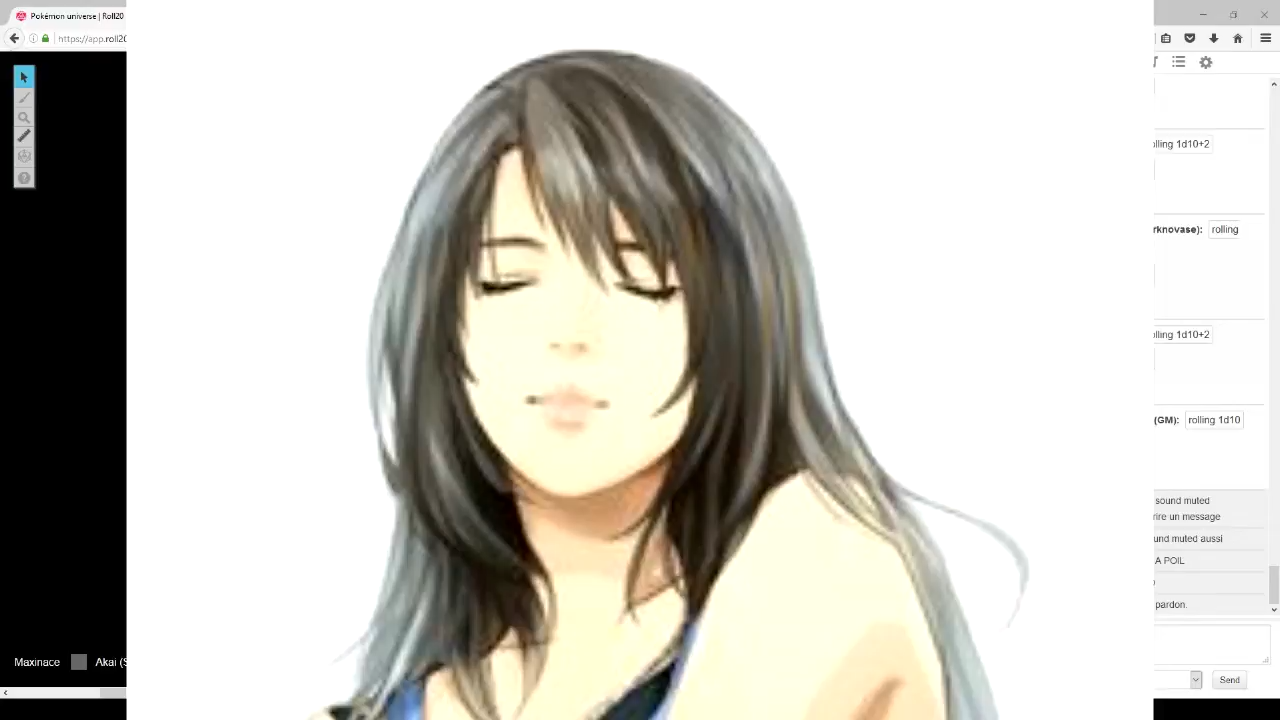 Pokémon universe | Roll20
https://app.roll20
olling 1d10+2
rknovase): rolling
olling 1d10+2
(GM): rolling 1d10
sound muted
rire un message
und muted aussi
A POIL
pardon.
Maxinace
Akai (S
Send